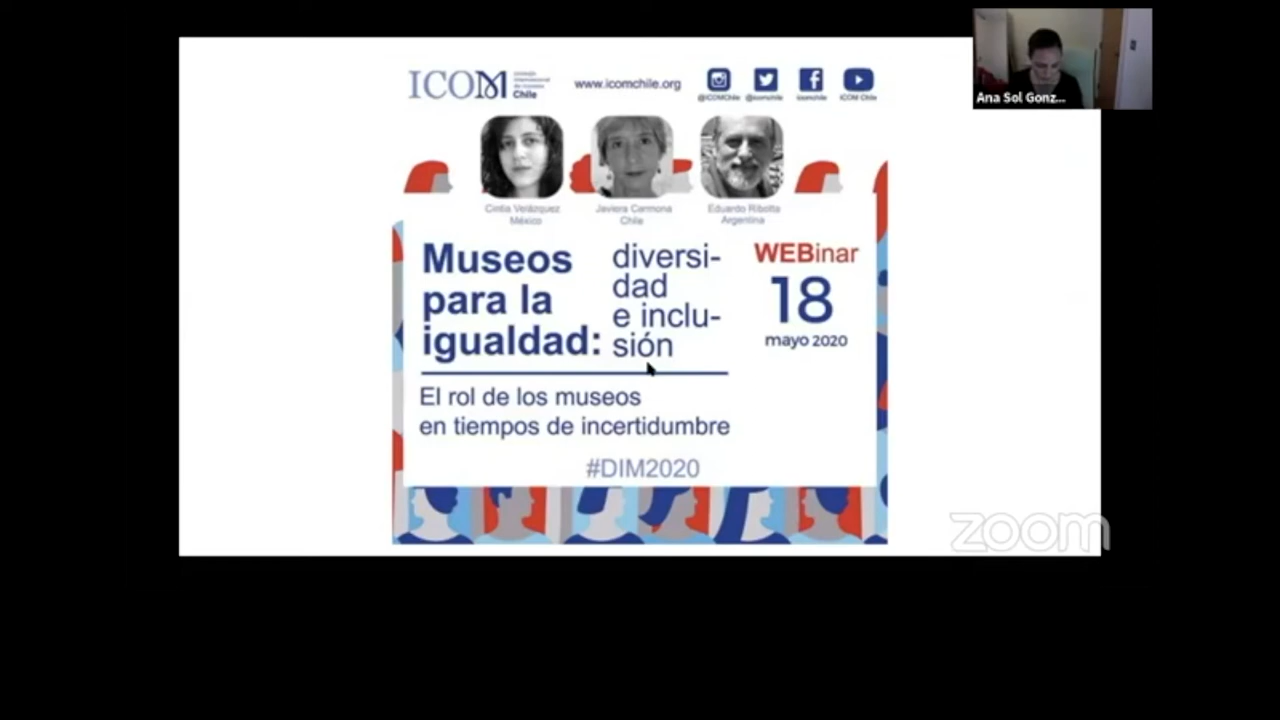 ICOM
Chile
www.icomchile.org
@ICOMChile
@icomchile
icomchile
ICOM Chile
Ana Sol Gonz...
Cintia Velázquez
México
Javiera Carmona
Chile
Eduardo Ribotta
Argentina
Museos
para la
igualdad:
diversi-
dad
e inclu-
sión
WEBinar
18
mayo 2020
El rol de los museos
en tiempos de incertidumbre
#DIM2020
zoom